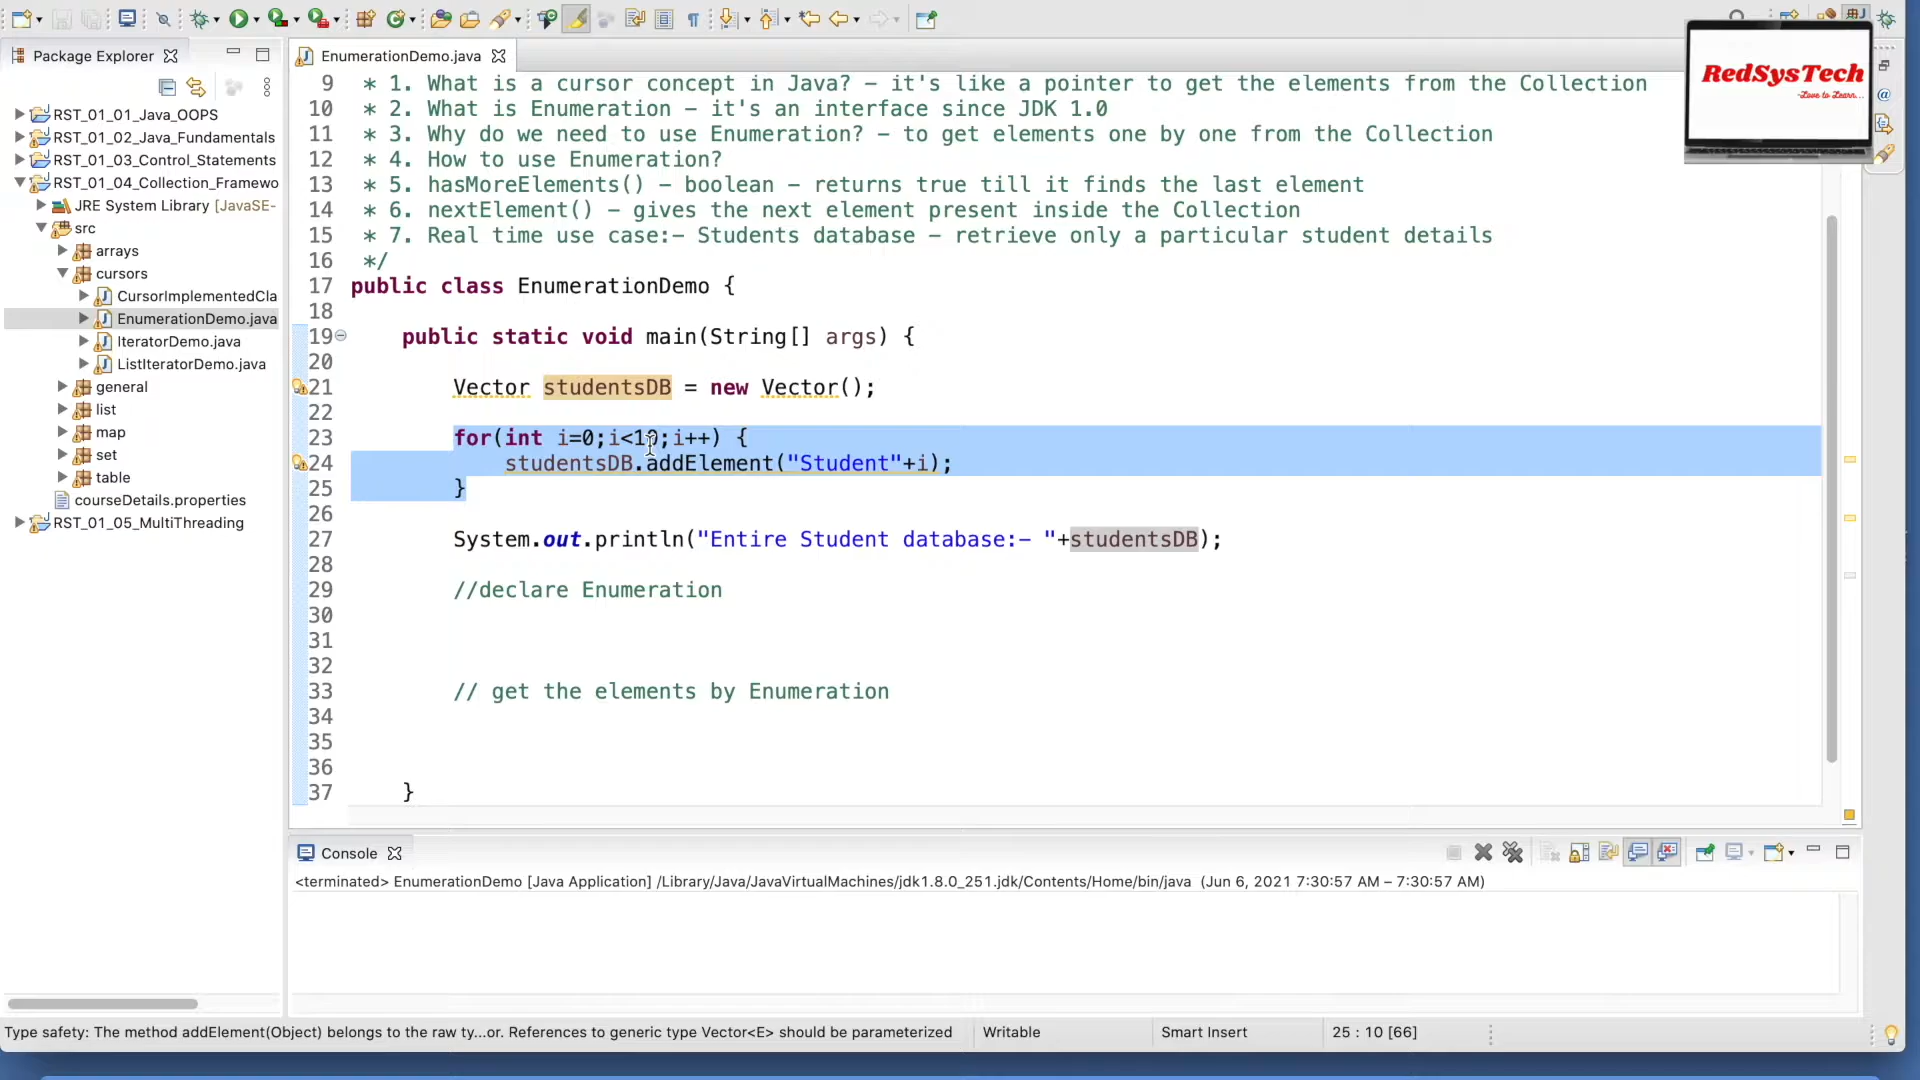 Package Explorer
EnumerationDemo.java
RedSysTech
-Love to Learn...
RST_01_01_Java_OOPS
RST_01_02_Java_Fundamentals
RST_01_03_Control_Statements
RST_01_04_Collection_Framewo
JRE System Library [JavaSE-
src
arrays
cursors
CursorImplementedCla
EnumerationDemo.java
IteratorDemo.java
ListIteratorDemo.java
general
list
map
set
table
courseDetails.properties
RST_01_05_MultiThreading
9 * 1. What is a cursor concept in Java? - it's like a pointer to get the elements from the Collection
10 * 2. What is Enumeration - it's an interface since JDK 1.0
11 * 3. Why do we need to use Enumeration? - to get elements one by one from the Collection
12 * 4. How to use Enumeration?
13 * 5. hasMoreElements() - boolean - returns true till it finds the last element
14 * 6. nextElement() - gives the next element present inside the Collection
15 * 7. Real time use case:- Students database - retrieve only a particular student details
16 */
17 public class EnumerationDemo {
18
19 public static void main(String[] args) {
20
21 Vector studentsDB = new Vector();
22
23 for(int i=0;i<10;i++) {
24 studentsDB.addElement("Student"+i);
25 }
26
27 System.out.println("Entire Student database:- "+studentsDB);
28
29 //declare Enumeration
30
31
32
33 // get the elements by Enumeration
34
35
36
37 }
Console
<terminated> EnumerationDemo [Java Application] /Library/Java/JavaVirtualMachines/jdk1.8.0_251.jdk/Contents/Home/bin/java (Jun 6, 2021 7:30:57 AM – 7:30:57 AM)
Type safety: The method addElement(Object) belongs to the raw ty...or. References to generic type Vector<E> should be parameterized
Writable
Smart Insert
25 : 10 [66]